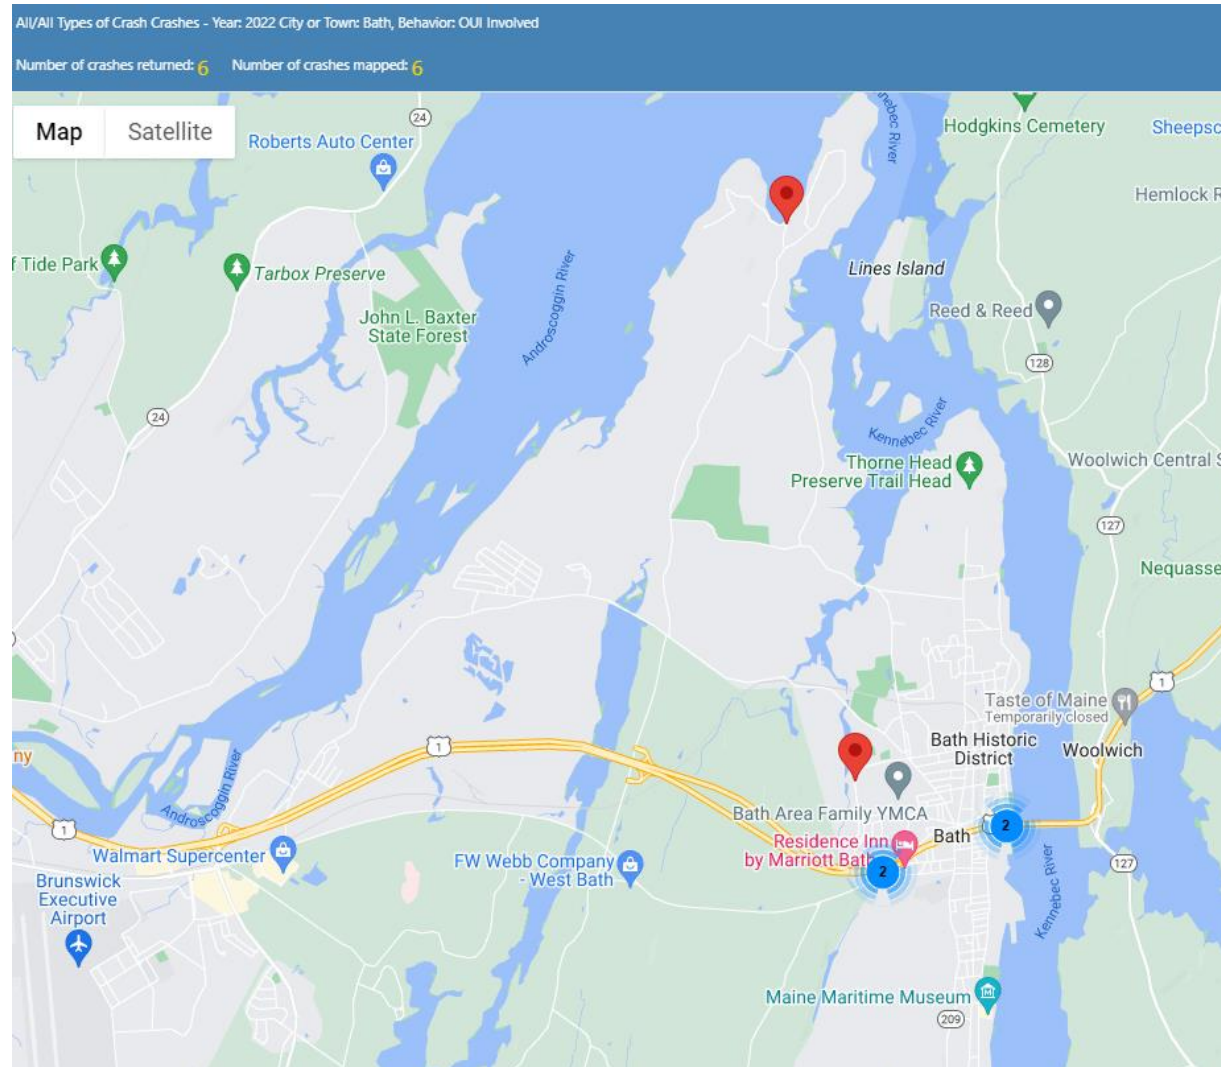 All/All Types of Crash Crashes - Year: 2022 City or Town: Bath, Behavior: OUI Involved
Number of crashes returned: 6 Number of crashes mapped: 6
Map Satellite
24
Roberts Auto Center
Hodgkins Cemetery
Sheepsc
nnebec River
Hemlock R
f Tide Park
Tarbox Preserve
Androscoggin River
Lines Island
John L. Baxter
State Forest
Reed & Reed
128
24
Kennebec River
Thorne Head
Preserve Trail Head
Woolwich Central S
127
Nequasse
1
Taste of Maine
Temporarily closed
Bath Historic
District
Woolwich
ny
1
Androscoggin River
Bath Area Family YMCA
1
Residence Inn
by Marriott Bath
Bath
2
2
Walmart Supercenter
FW Webb Company
- West Bath
127
Brunswick
Executive
Airport
Kennebec River
Maine Maritime Museum
209